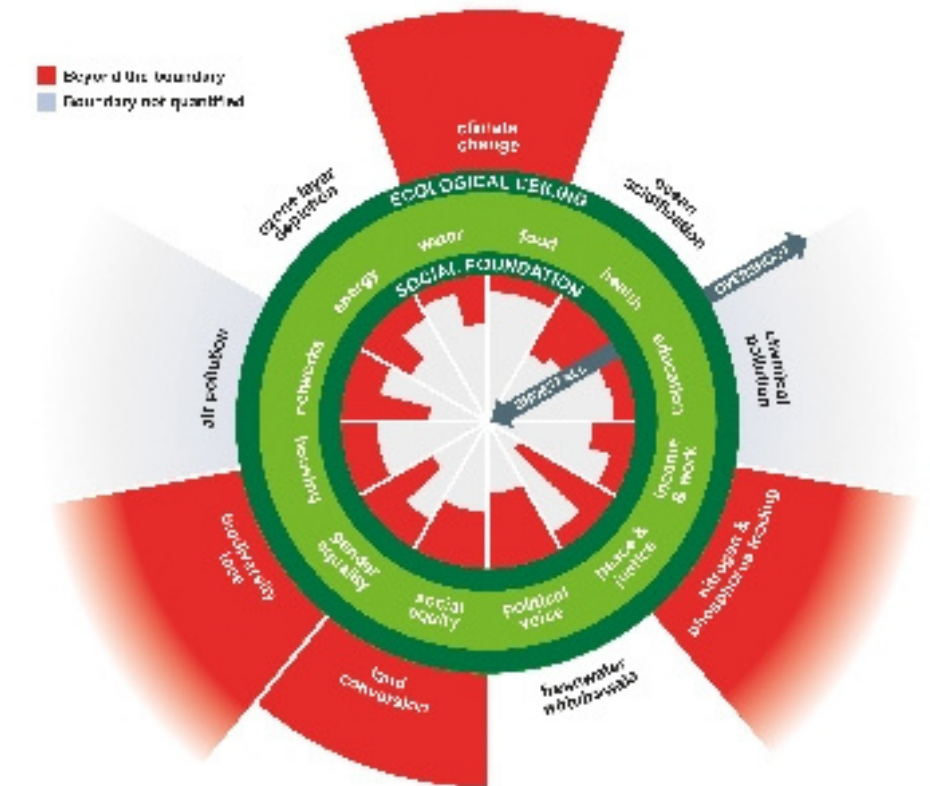 Beyond the boundary
Boundary not quantified
climate
change
ozone layer
depletion
ocean
acidification
ECOLOGICAL CEILING
water
food
SOCIAL FOUNDATION
energy
health
OVERSHOOT
networks
education
air pollution
chemical
pollution
SHORTFALL
housing
income
& work
biodiversity
loss
gender
equality
peace &
justice
nitrogen &
phosphorus loading
social
equity
political
voice
land
conversion
freshwater
withdrawals